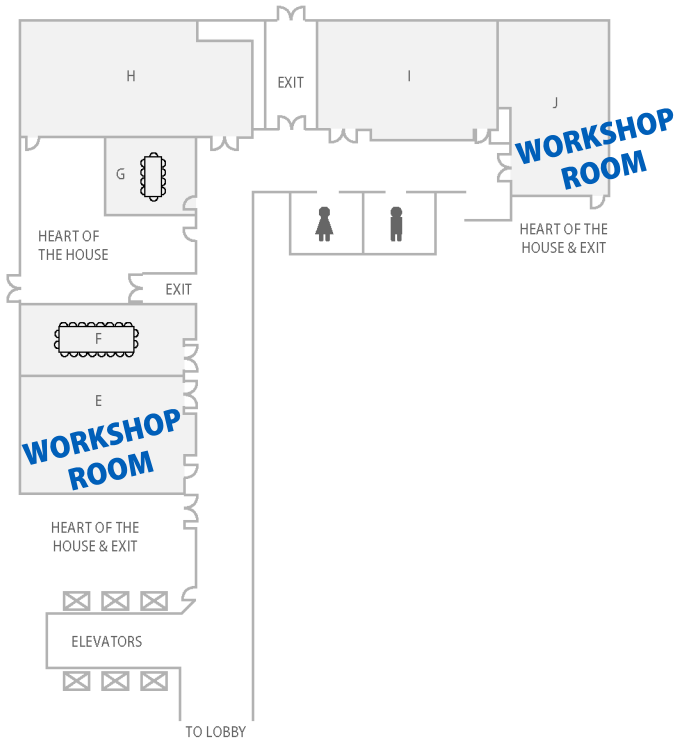 H
EXIT
I
J
WORKSHOP
ROOM
G
HEART OF
THE HOUSE
HEART OF THE
HOUSE & EXIT
EXIT
F
E
WORKSHOP
ROOM
HEART OF THE
HOUSE & EXIT
ELEVATORS
TO LOBBY